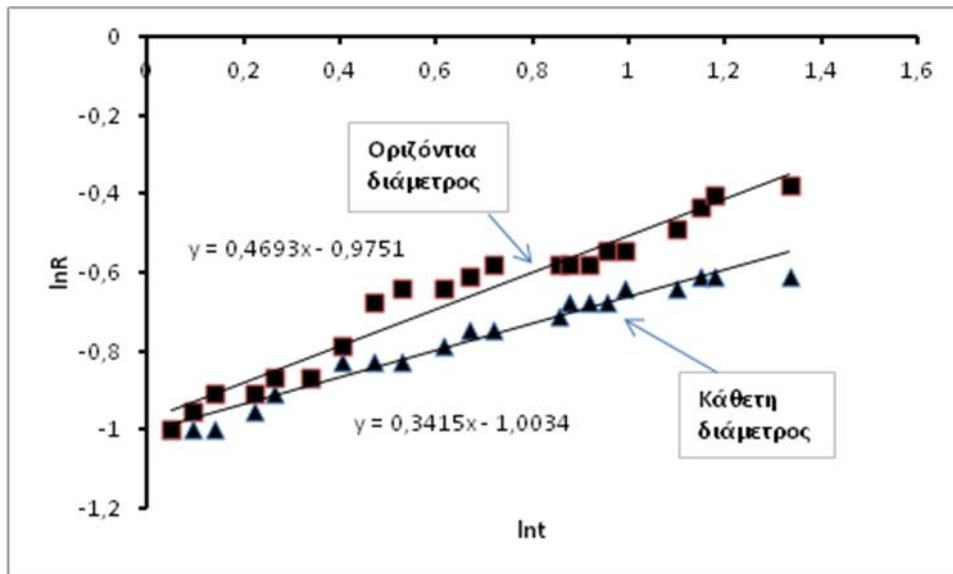 0
0
0,2
0,4
0,6
0,8
1
1,2
1,4
1,6
-0,2
-0,4
-0,6
-0,8
-1
-1,2
lnR
Οριζόντια
διάμετρος
y = 0,4693x - 0,9751
y = 0,3415x - 1,0034
Κάθετη
διάμετρος
lnt